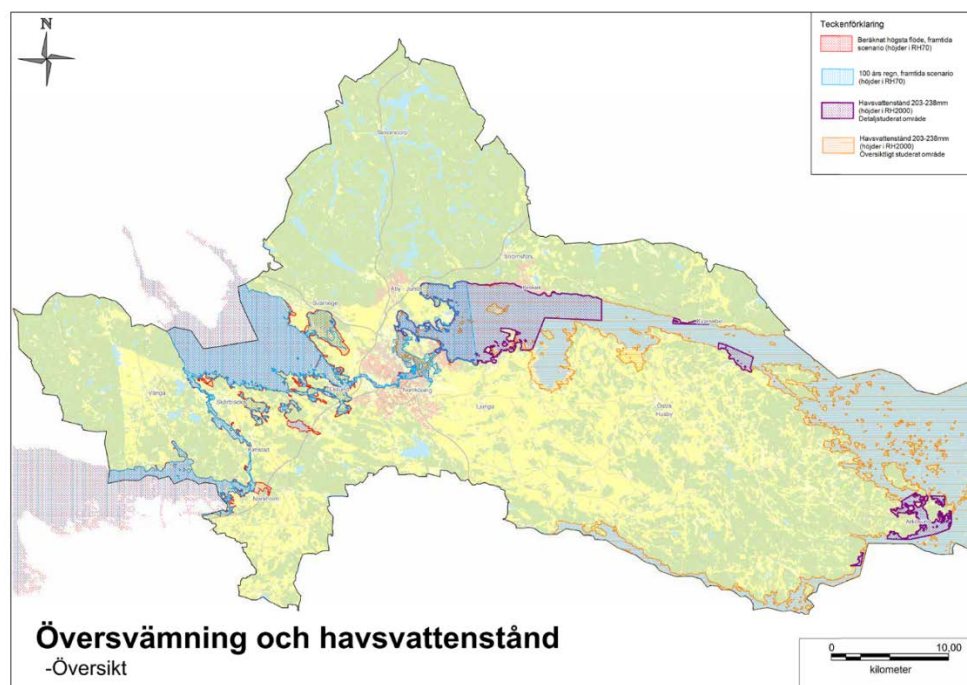 N
Teckenförklaring
Beräknat högsta flöde, framtida
scenario (höjder i RH70)
100 års regn, framtida scenario
(höjder i RH70)
Havsvattenstånd 203-238mm
(höjder i RH2000)
Detaljstuderat område
Havsvattenstånd 203-238mm
(höjder i RH2000)
Översiktligt studerat område
Simonstorp
Strömsfors
Åby - Jursla
Krokek
Svärtinge
Vånga
Skärblacka
Norrköping
Ljunga
Östra
Husby
Norsholm
Översvämning och havsvattenstånd
-Översikt
0 10,00
kilometer